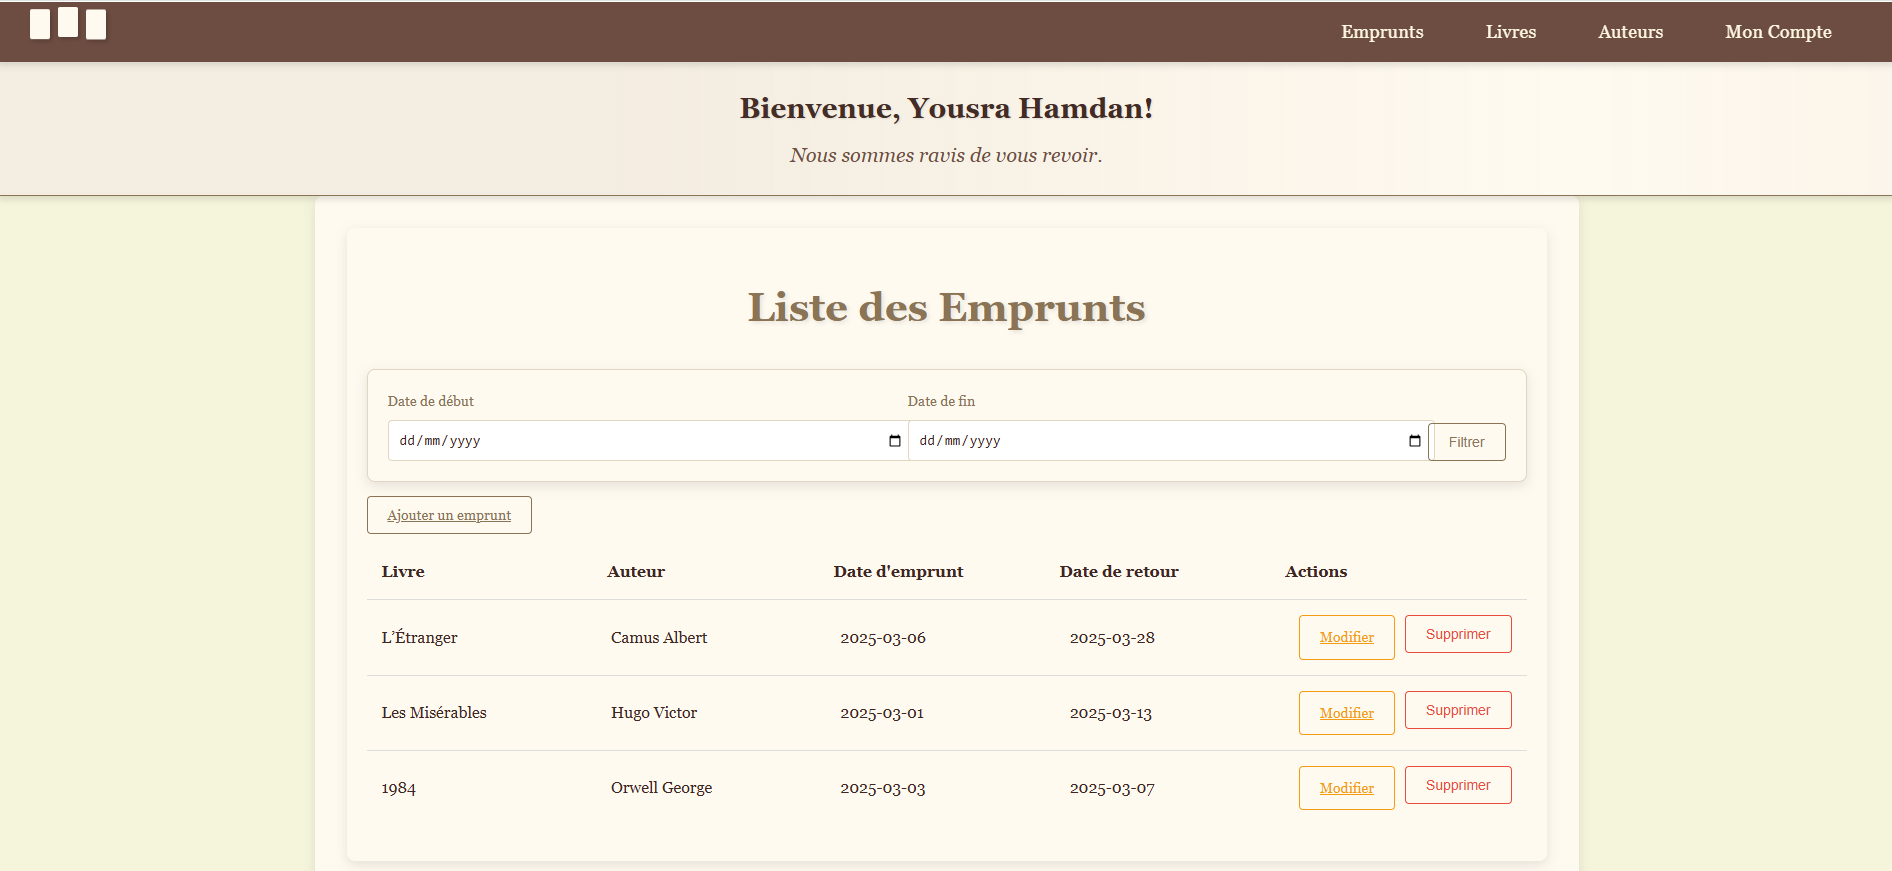 Emprunts Livres Auteurs Mon Compte
Bienvenue, Yousra Hamdan!
Nous sommes ravis de vous revoir.
Liste des Emprunts
Date de début Date de fin
dd/mm/yyyy dd/mm/yyyy Filtrer
Ajouter un emprunt
Livre Auteur Date d'emprunt Date de retour Actions
L’Étranger Camus Albert 2025-03-06 2025-03-28 Modifier Supprimer
Les Misérables Hugo Victor 2025-03-01 2025-03-13 Modifier Supprimer
1984 Orwell George 2025-03-03 2025-03-07 Modifier Supprimer